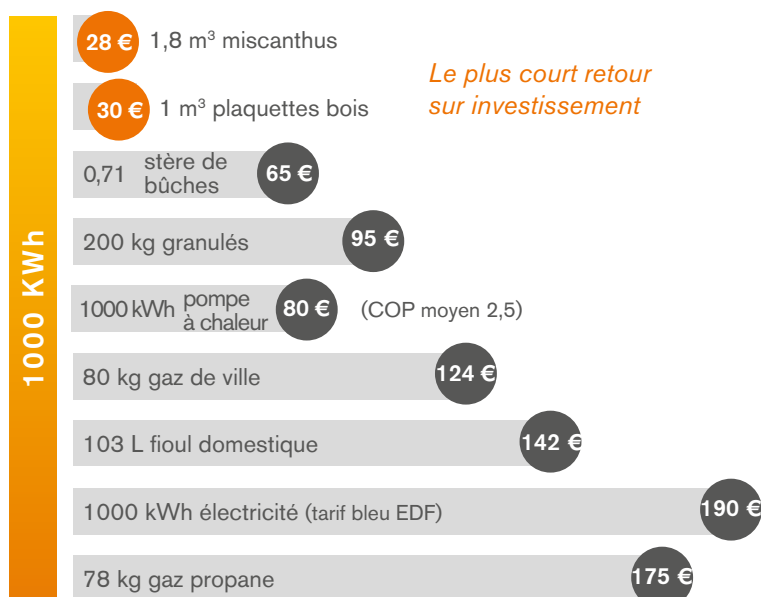 1000 KWh
28 € 1,8 m³ miscanthus
Le plus court retour
sur investissement
30 € 1 m³ plaquettes bois
0,71 stère de
bûches
65 €
200 kg granulés 95 €
1000 kWh pompe
à chaleur
80 € (COP moyen 2,5)
80 kg gaz de ville 124 €
103 L fioul domestique 142 €
1000 kWh électricité (tarif bleu EDF) 190 €
78 kg gaz propane 175 €